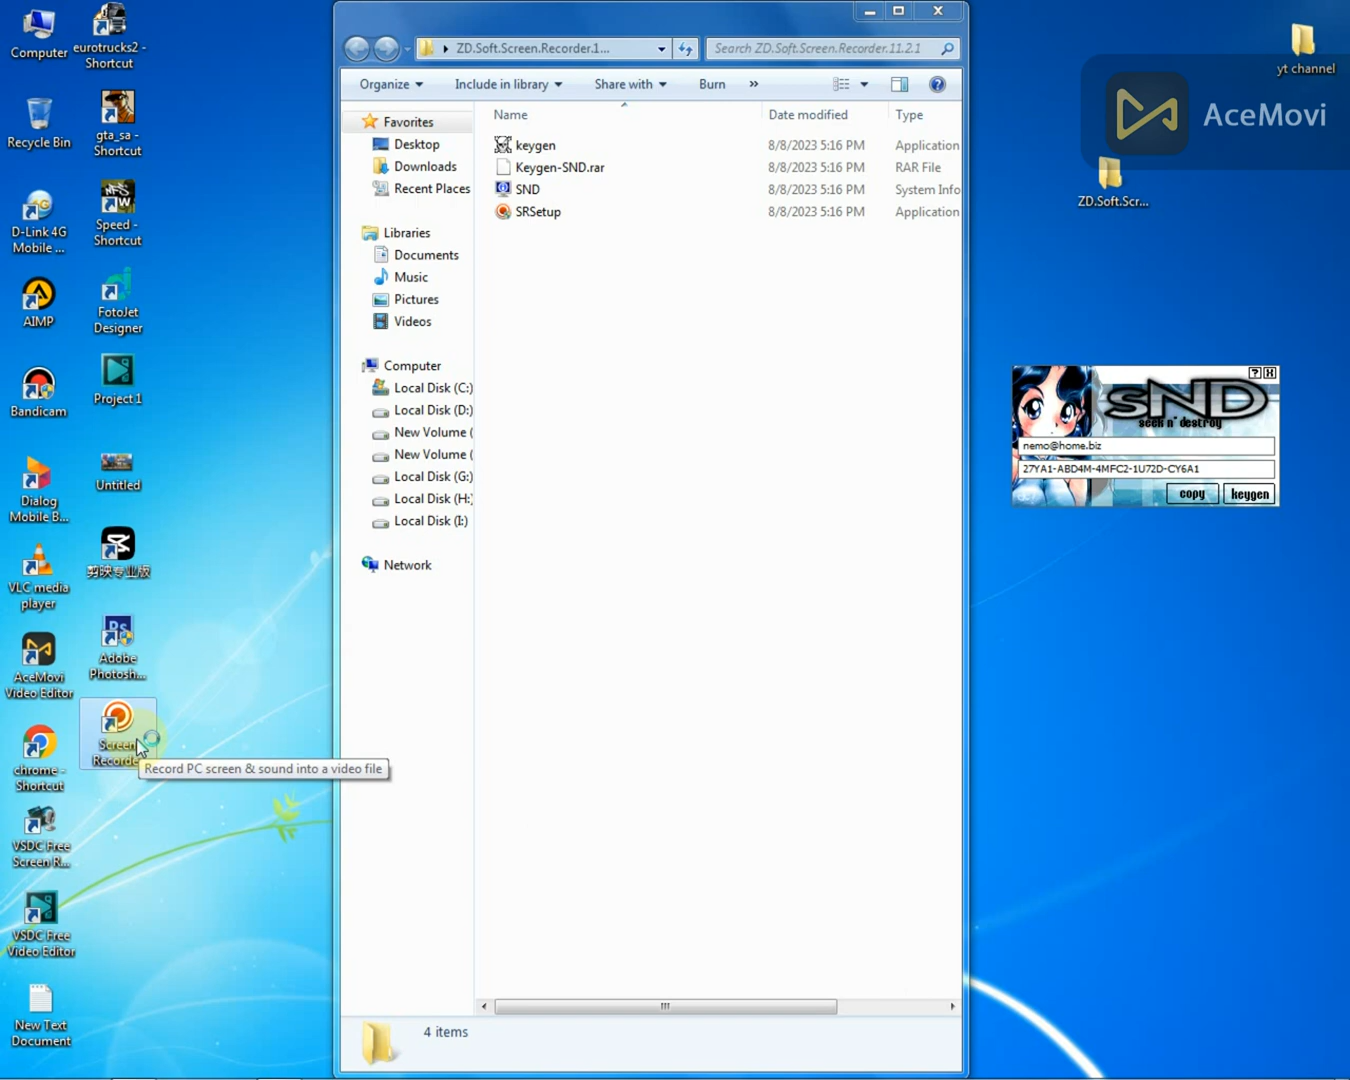 Computer
eurotrucks2 -
Shortcut
Recycle Bin
gta_sa -
Shortcut
D-Link 4G
Mobile ...
Speed -
Shortcut
AIMP
FotoJet
Designer
Bandicam
Project 1
Dialog
Mobile B...
Untitled
VLC media
player
剪映专业版
AceMovi
Video Editor
Adobe
Photosh...
Ps
chrome -
Shortcut
Screen
Recorder
Record PC screen & sound into a video file
VSDC Free
Screen R...
VSDC Free
Video Editor
New Text
Document
ZD.Soft.Screen.Recorder.1...
Search ZD.Soft.Screen.Recorder.11.2.1
Organize
Include in library
Share with
Burn
»
Favorites
Desktop
Downloads
Recent Places
Libraries
Documents
Music
Pictures
Videos
Computer
Local Disk (C:)
Local Disk (D:)
New Volume (
New Volume (
Local Disk (G:)
Local Disk (H:)
Local Disk (I:)
Network
Name Date modified Type
keygen 8/8/2023 5:16 PM Application
Keygen-SND.rar 8/8/2023 5:16 PM RAR File
SND 8/8/2023 5:16 PM System Info
SRSetup 8/8/2023 5:16 PM Application
4 items
yt channel
AceMovi
ZD.Soft.Scr...
SND
seek n' destroy
nemo@home.biz
27YA1-ABD4M-4MFC2-1U72D-CY6A1
copy
keygen